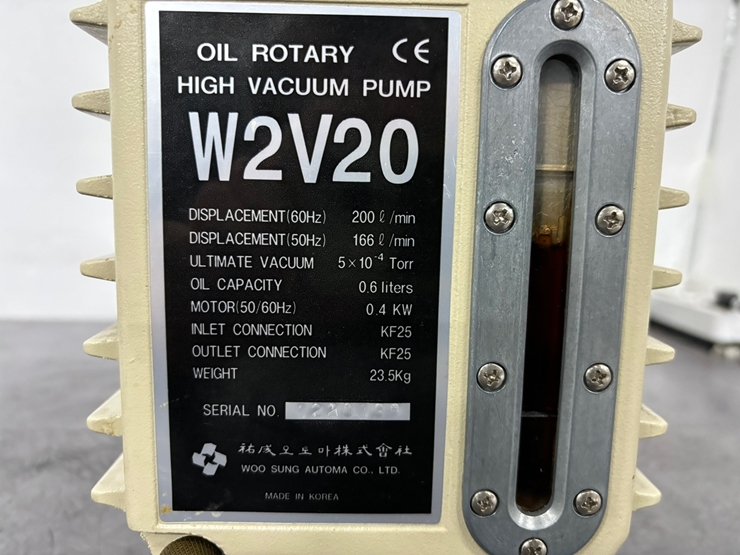 OIL ROTARY CE
HIGH VACUUM PUMP
W2V20
DISPLACEMENT(60Hz) 200 ℓ/min
DISPLACEMENT(50Hz) 166 ℓ/min
ULTIMATE VACUUM 5×10⁻⁴ Torr
OIL CAPACITY 0.6 liters
MOTOR(50/60Hz) 0.4 KW
INLET CONNECTION KF25
OUTLET CONNECTION KF25
WEIGHT 23.5Kg
SERIAL NO.
祐成오토마株式會社
WOO SUNG AUTOMA CO., LTD.
MADE IN KOREA